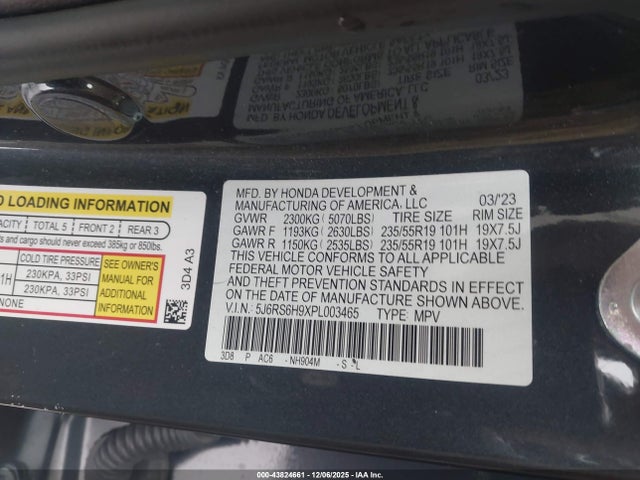 MFD. BY HONDA DEVELOPMENT &
MANUFACTURING OF AMERICA, LLC 03/23
GVWR 2300KG (5070LBS) TIRE SIZE RIM SIZE
GAWR F 1193KG (2630LBS) 235/55R19 101H 19X7.5J
GAWR R 1150KG (2535LBS) 235/55R19 101H 19X7.5J
THIS VEHICLE CONFORMS TO ALL APPLICABLE
FEDERAL MOTOR VEHICLE SAFETY
AND THEFT PREVENTION STANDARDS IN EFFECT
ON THE DATE OF MANUFACTURE SHOWN ABOVE.
V.I.N.: 5J6RS6H9XPL003465 TYPE: MPV
3D8 P AC6 -NH904M -S -L
LOADING INFORMATION
TOTAL 5 FRONT 2 REAR 3
and cargo should never exceed 385kg or 850lbs.
COLD TIRE PRESSURE
230KPA, 33PSI
230KPA, 33PSI
NONE
SEE OWNER'S
MANUAL FOR
ADDITIONAL
INFORMATION
3D4 A3
STOCK: 00-43824661 - 12/06/2025 - IAA Inc.